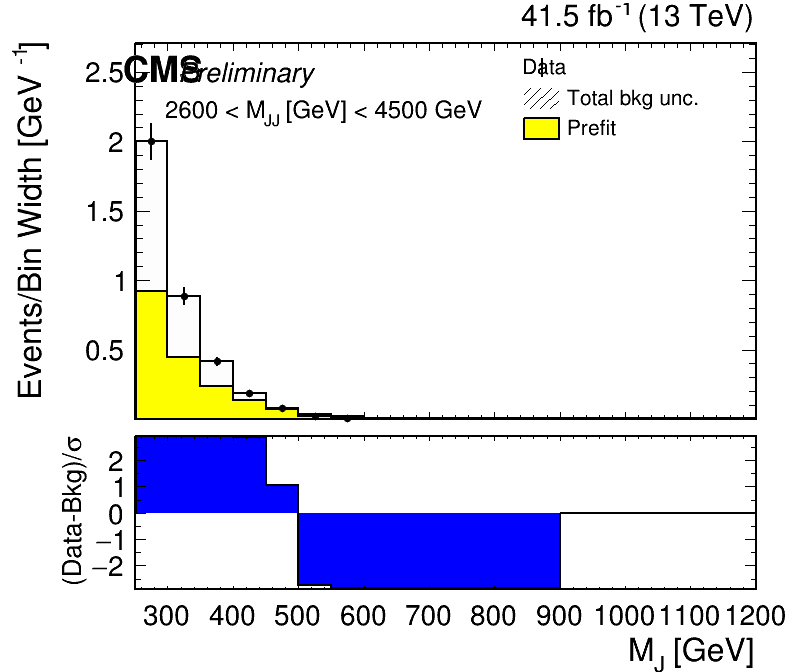 41.5 fb⁻¹ (13 TeV)
CMS Preliminary
2600 < M_JJ [GeV] < 4500 GeV
Data
Total bkg unc.
Prefit
Events/Bin Width [GeV⁻¹]
2.5
2
1.5
1
0.5
(Data-Bkg)/σ
2
1
0
−1
−2
300 400 500 600 700 800 900 1000 1100 1200
M_J [GeV]